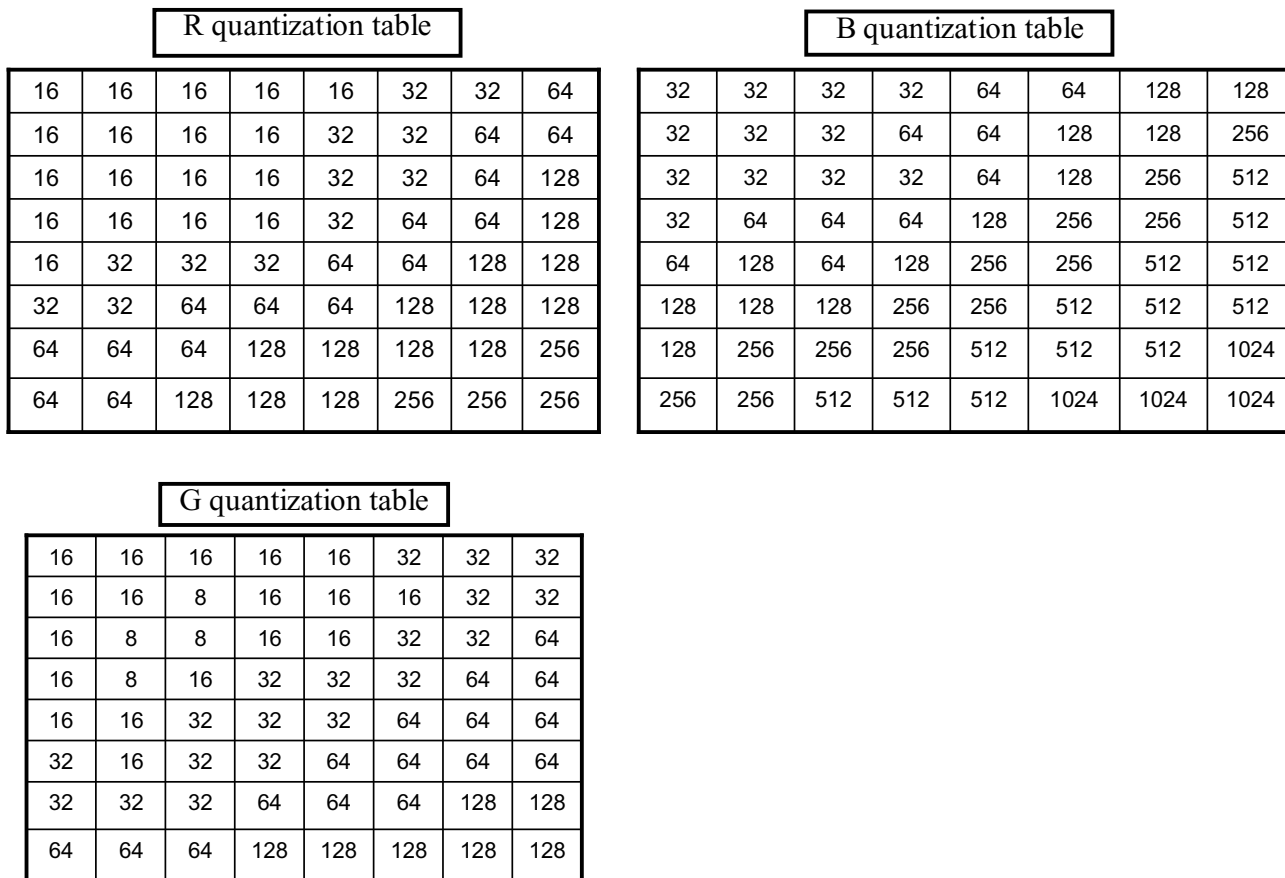 R quantization table
16 16 16 16 16 32 32 64
16 16 16 16 32 32 64 64
16 16 16 16 32 32 64 128
16 16 16 16 32 64 64 128
16 32 32 32 64 64 128 128
32 32 64 64 64 128 128 128
64 64 64 128 128 128 128 256
64 64 128 128 128 256 256 256
B quantization table
32 32 32 32 64 64 128 128
32 32 32 64 64 128 128 256
32 32 32 32 64 128 256 512
32 64 64 64 128 256 256 512
64 128 64 128 256 256 512 512
128 128 128 256 256 512 512 512
128 256 256 256 512 512 512 1024
256 256 512 512 512 1024 1024 1024
G quantization table
16 16 16 16 16 32 32 32
16 16 8 16 16 16 32 32
16 8 8 16 16 32 32 64
16 8 16 32 32 32 64 64
16 16 32 32 32 64 64 64
32 16 32 32 64 64 64 64
32 32 32 64 64 64 128 128
64 64 64 128 128 128 128 128